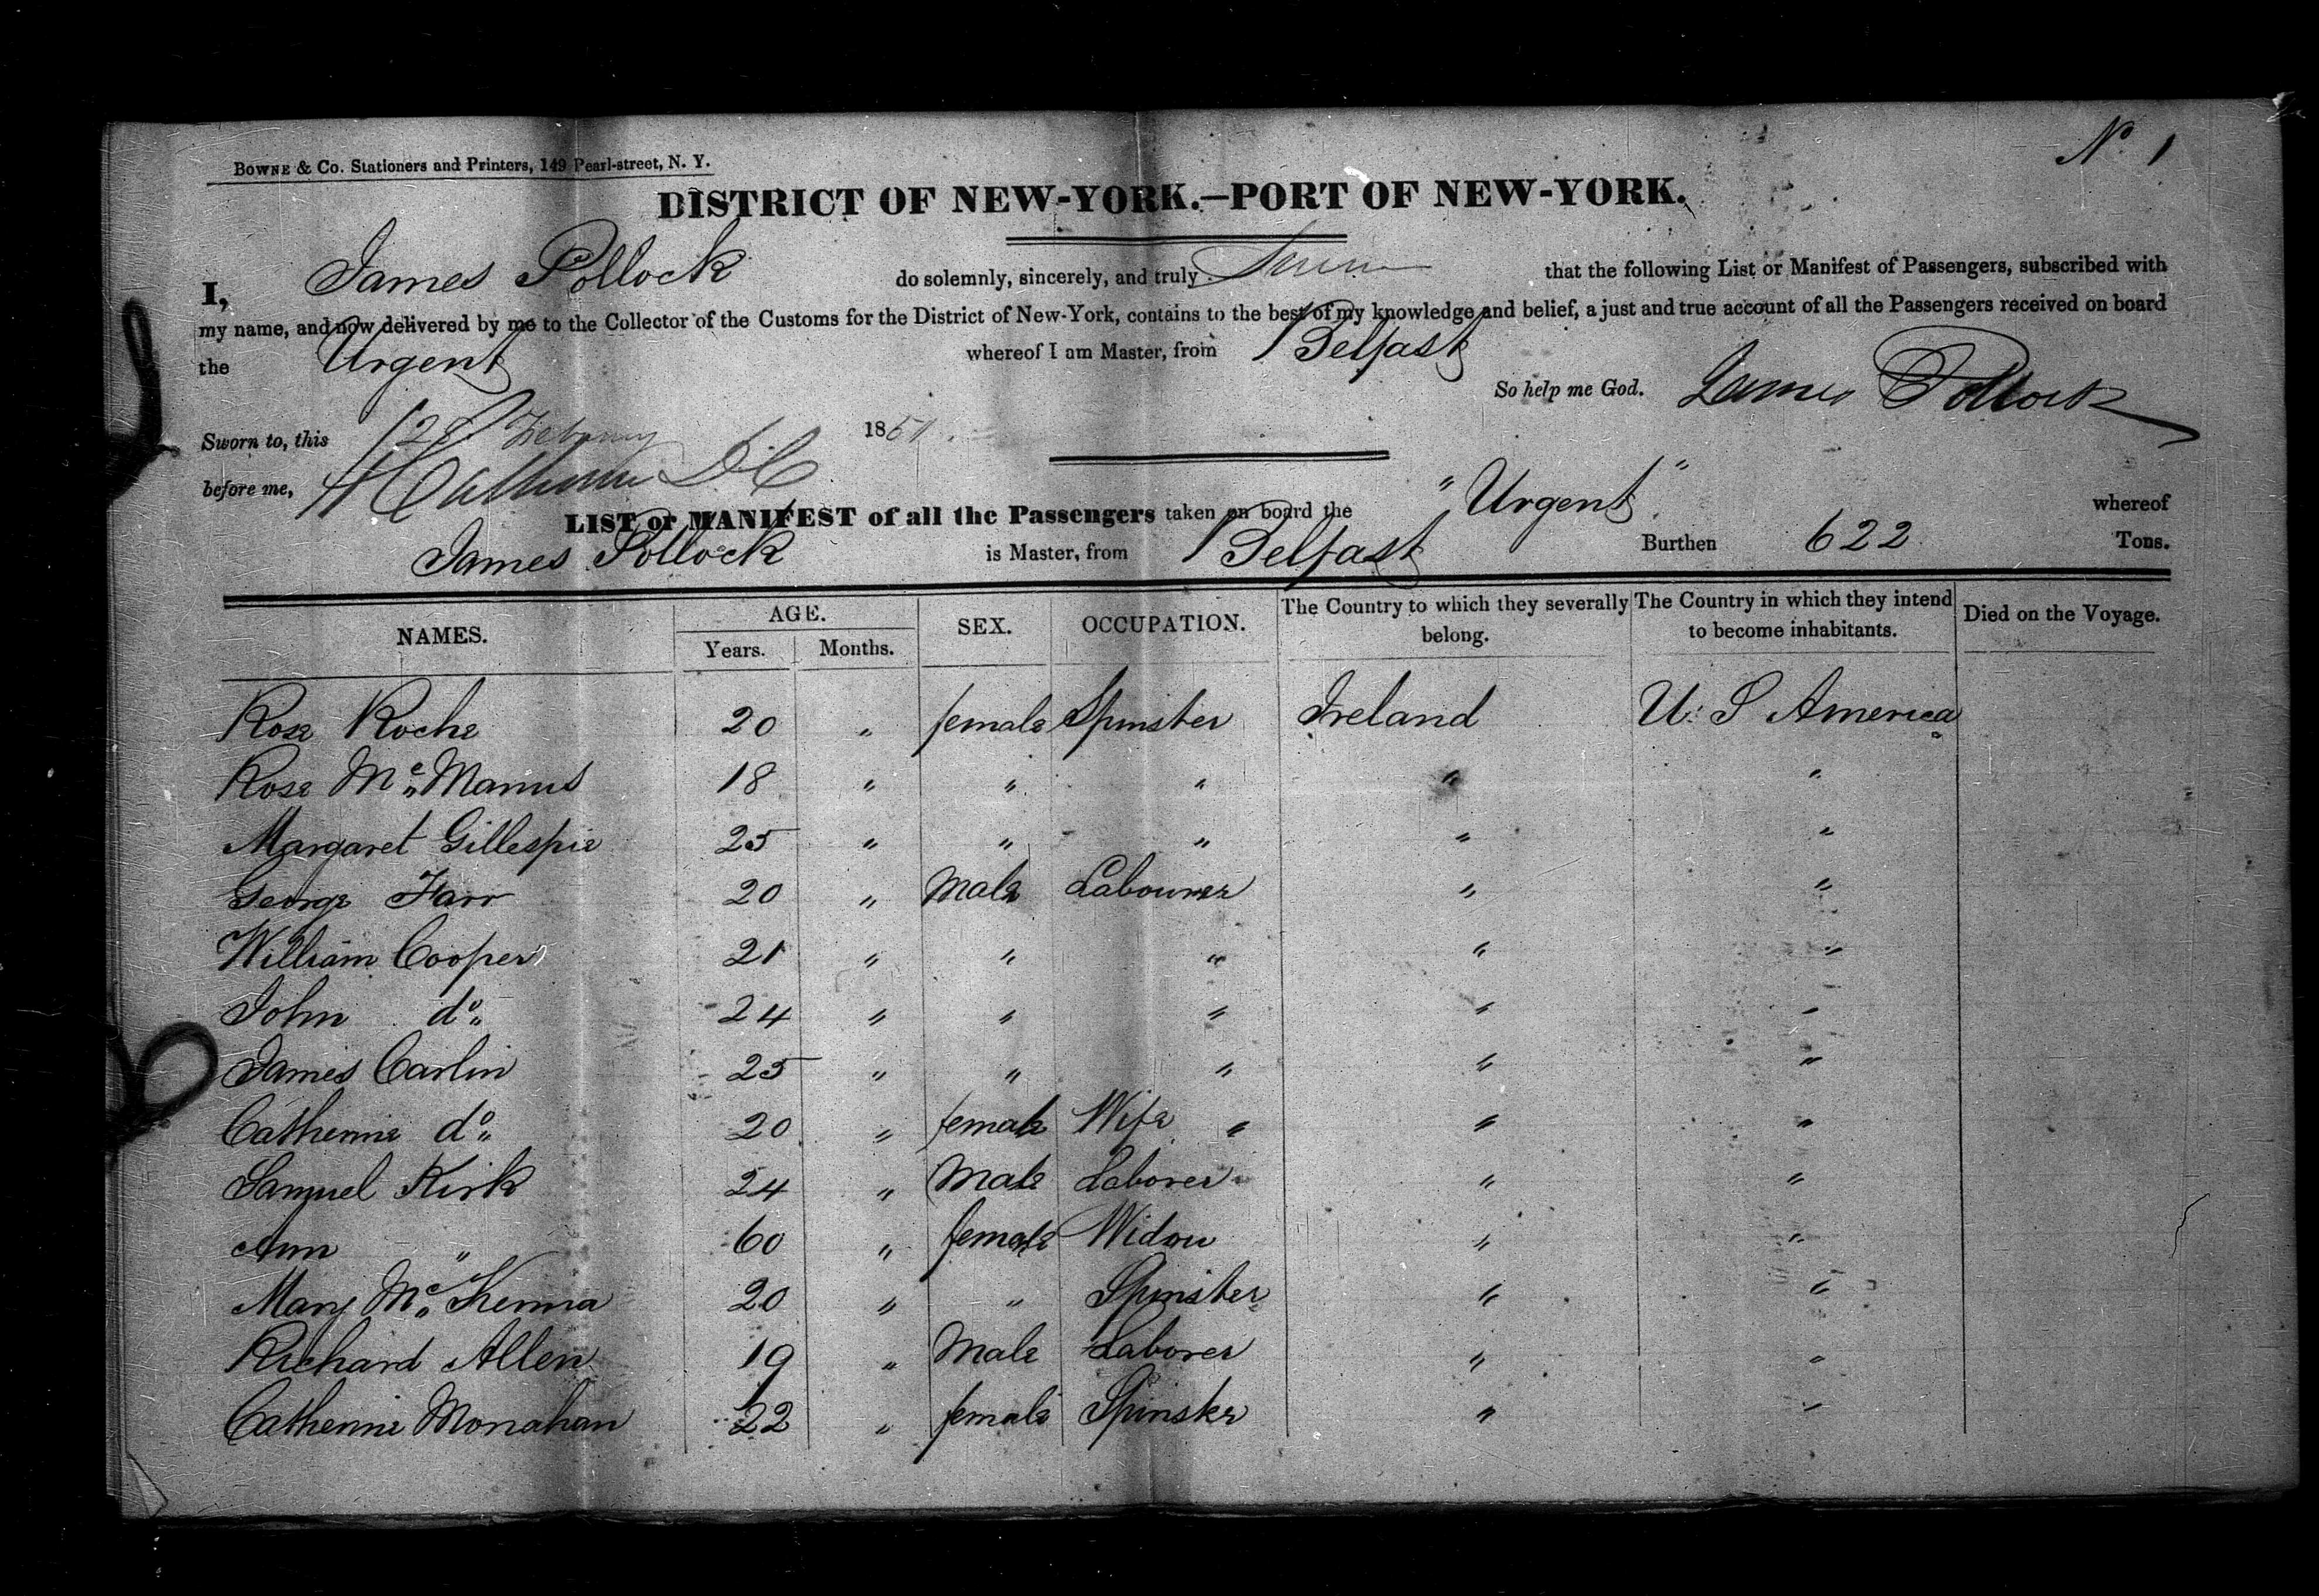 Nº 1
BOWNE & Co. Stationers and Printers, 149 Pearl-street, N. Y.
DISTRICT OF NEW-YORK.—PORT OF NEW-YORK.
I, James Pollock do solemnly, sincerely, and truly Swear that the following List or Manifest of Passengers, subscribed with
my name, and now delivered by me to the Collector of the Customs for the District of New-York, contains to the best of my knowledge and belief, a just and true account of all the Passengers received on board
the Urgent whereof I am Master, from Belfast
So help me God. James Pollock
Sworn to, this 28 February 1851.
before me,
LIST or MANIFEST of all the Passengers taken on board the "Urgent" whereof
James Pollock is Master, from Belfast Burthen 622 Tons.
NAMES. AGE. Years. Months. SEX. OCCUPATION. The Country to which they severally belong. The Country in which they intend to become inhabitants. Died on the Voyage.
Rose Roche 20 " female Spinster Ireland U. S America
Rose Mc Manus 18 " " " " "
Margaret Gillespie 25 " " " " "
George Farr 20 " Male Labourer " "
William Cooper 21 " " " " "
John do 24 " " " " "
James Carlin 25 " " " " "
Catherine do 20 " female Wife " " "
Samuel Kirk 24 " Male Laborer " "
Ann " 60 " female Widow " "
Mary Mc Kenna 20 " " Spinster " "
Richard Allen 19 " Male Laborer " "
Catherine Monahan 22 " female Spinster " "